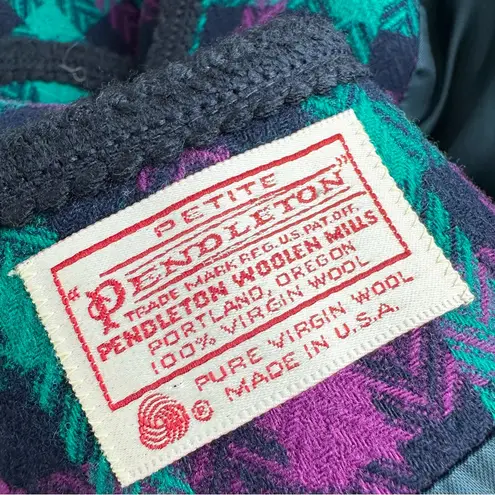 PETITE
"PENDLETON"
TRADE MARK REG. U.S. PAT. OFF.
PENDLETON WOOLEN MILLS
PORTLAND, OREGON
100% VIRGIN WOOL
PURE VIRGIN WOOL
®
MADE IN U.S.A.